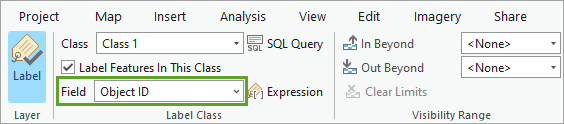 Project Map Insert Analysis View Edit Imagery Share
Class Class 1 SQL SQL Query In Beyond <None>
Label Features In This Class Out Beyond <None>
Label Field Object ID Expression Clear Limits
Layer Label Class Visibility Range